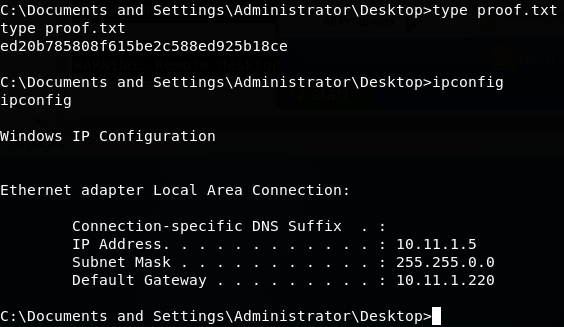 C:\Documents and Settings\Administrator\Desktop>type proof.txt
type proof.txt
ed20b785808f615be2c588ed925b18ce
C:\Documents and Settings\Administrator\Desktop>ipconfig
ipconfig
Windows IP Configuration
Ethernet adapter Local Area Connection:
Connection-specific DNS Suffix  . :
IP Address. . . . . . . . . . . . : 10.11.1.5
Subnet Mask . . . . . . . . . . . : 255.255.0.0
Default Gateway . . . . . . . . . : 10.11.1.220
C:\Documents and Settings\Administrator\Desktop>